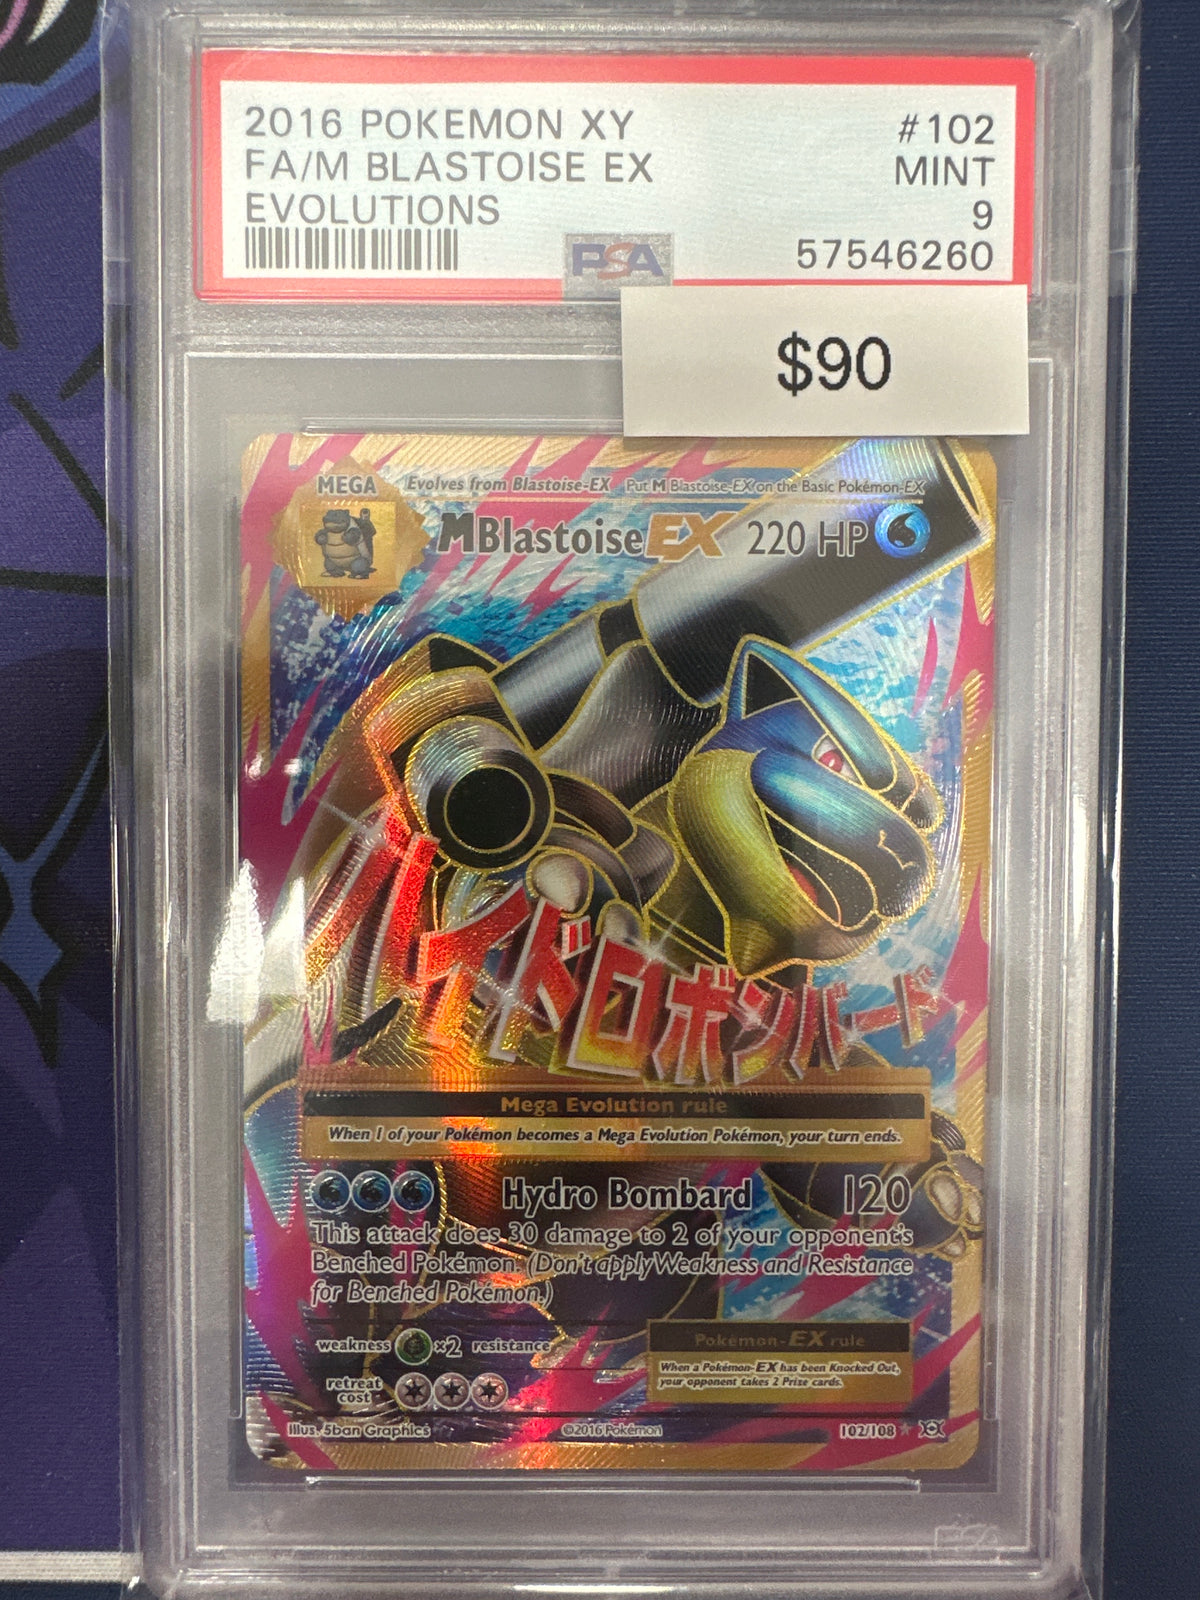 2016 POKEMON XY #102
FA/M BLASTOISE EX MINT
EVOLUTIONS 9
PSA 57546260
$90
MEGA Evolves from Blastoise-EX Put M Blastoise-EX on the Basic Pokémon-EX
MBlastoise EX 220 HP
ハイドロボンバード
Mega Evolution rule
When 1 of your Pokémon becomes a Mega Evolution Pokémon, your turn ends.
Hydro Bombard 120
This attack does 30 damage to 2 of your opponent's
Benched Pokémon. (Don't apply Weakness and Resistance
for Benched Pokémon.)
weakness ×2 resistance
Pokémon-EX rule
When a Pokémon-EX has been Knocked Out,
your opponent takes 2 Prize cards.
retreat
cost
Illus. 5ban Graphics ©2016 Pokémon 102/108
PSA